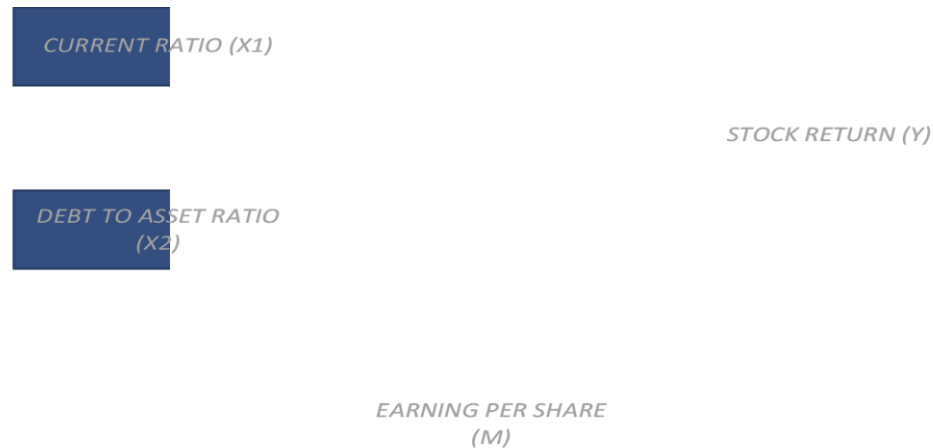 CURRENT RATIO (X1)
STOCK RETURN (Y)
DEBT TO ASSET RATIO
(X2)
EARNING PER SHARE
(M)